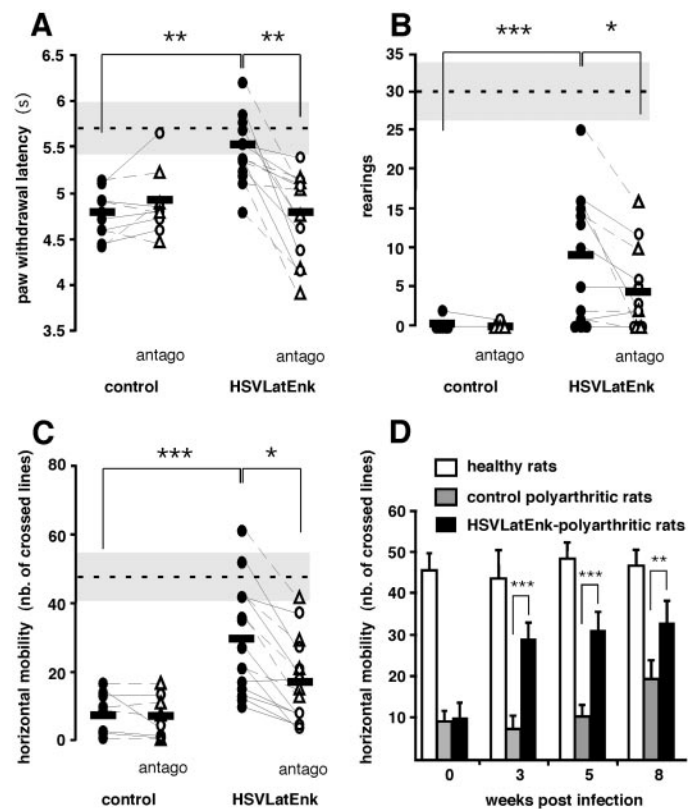 A
** **
paw withdrawal latency (s)
6.5
6
5.5
5
4.5
4
3.5
antago antago
control HSVLatEnk
B
*** *
rearings
35
30
25
20
15
10
5
0
antago antago
control HSVLatEnk
C
*** *
horizontal mobility (nb. of crossed lines)
80
60
40
20
0
antago antago
control HSVLatEnk
D
healthy rats
control polyarthritic rats
HSVLatEnk-polyarthritic rats
horizontal mobility (nb. of crossed lines)
60
50
40
30
20
10
*** *** **
0 3 5 8
weeks post infection